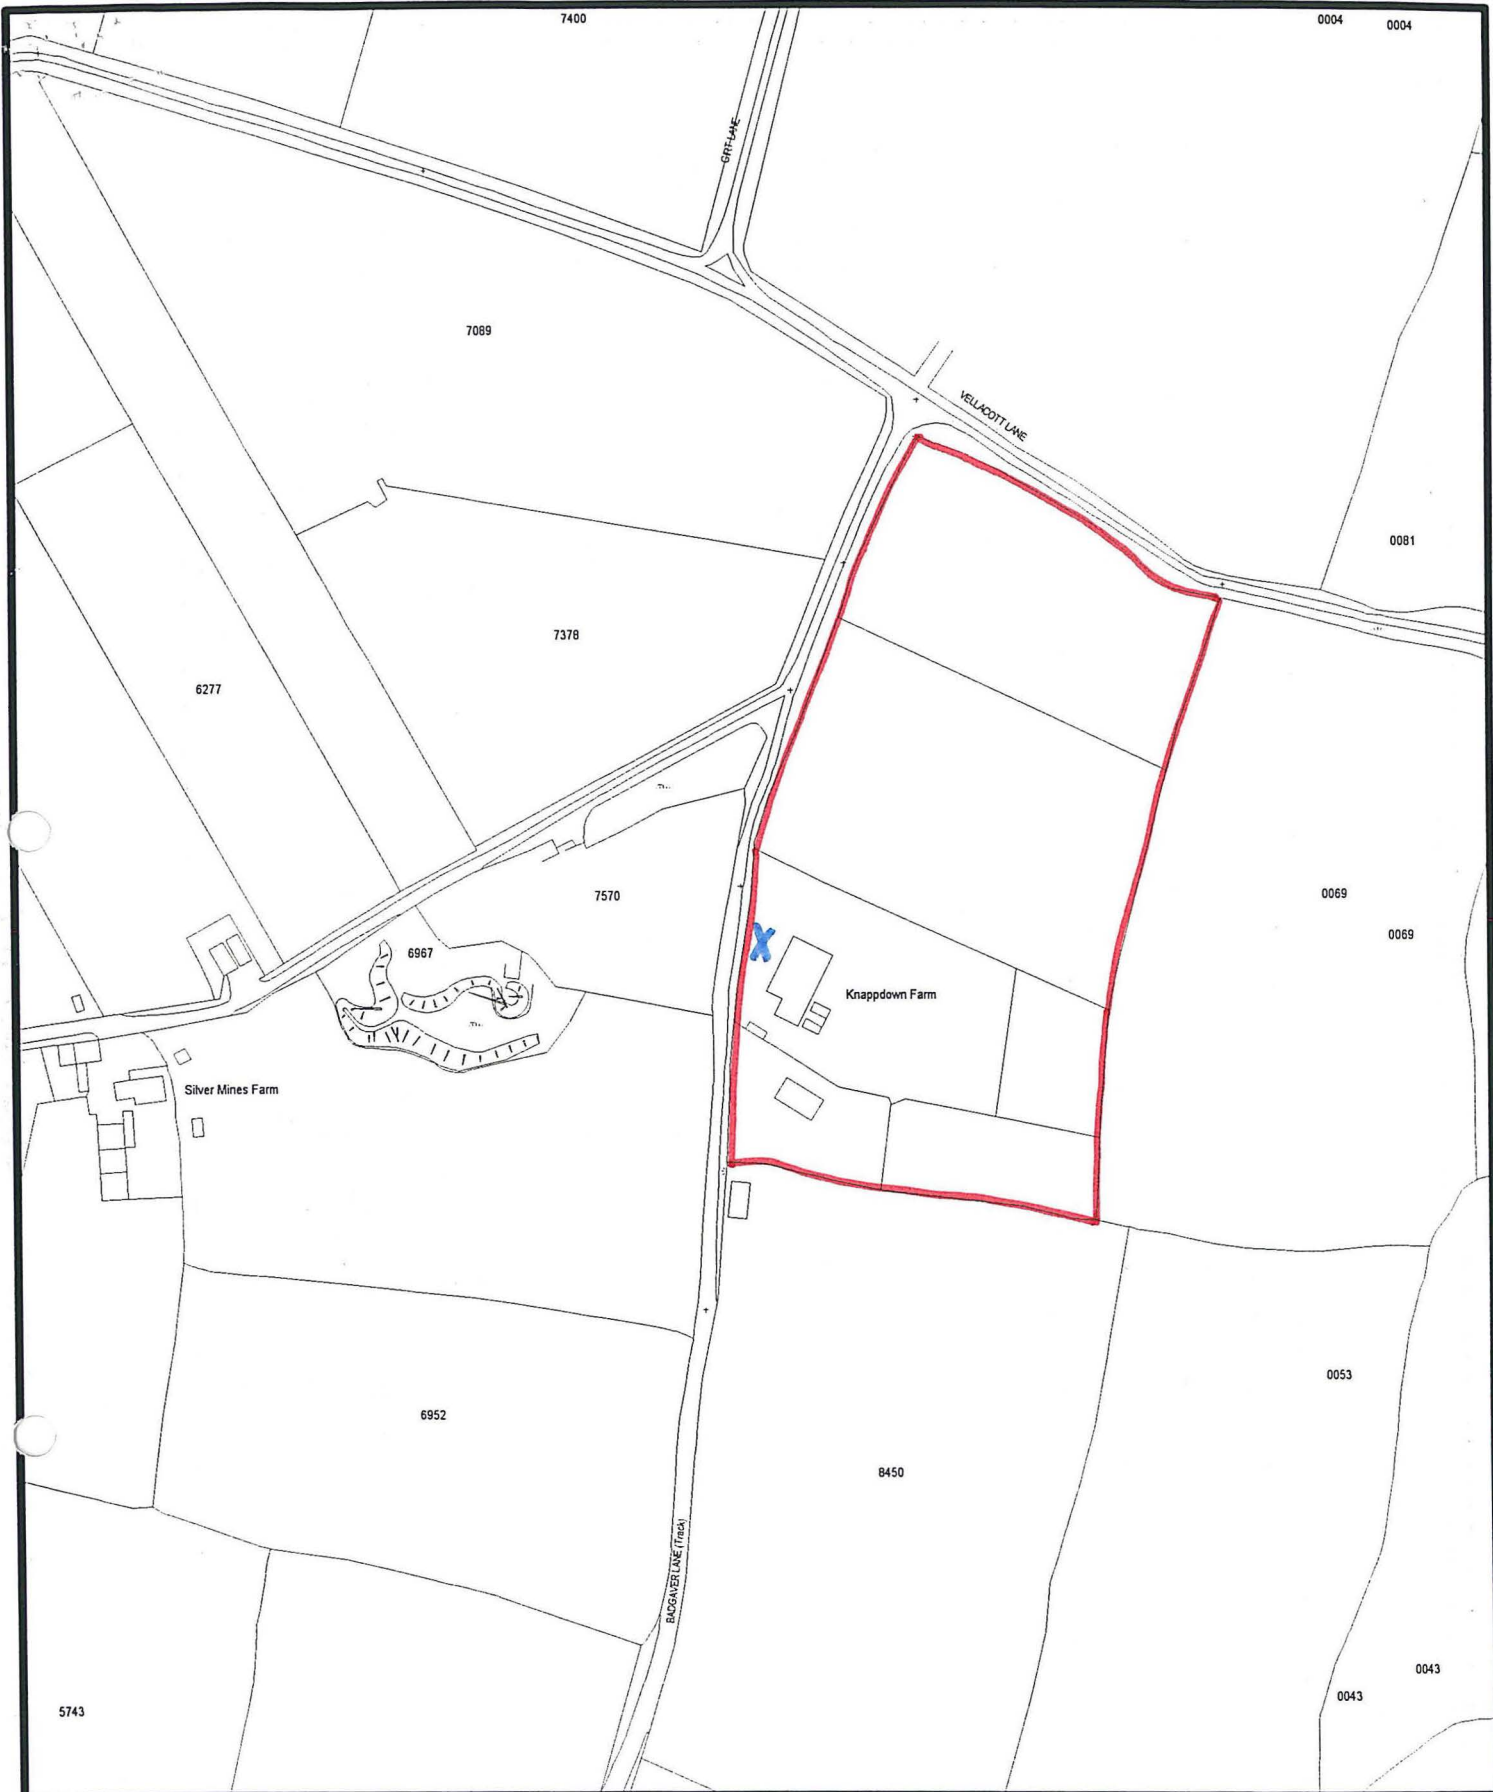 7400
0004
0004
GRT LANE
7089
VELLACOTT LANE
0081
7378
6277
0069
7570
0069
6967
X
Knappdown Farm
Silver Mines Farm
0053
6952
8450
BADGAVER LANE (Track)
0043
0043
5743